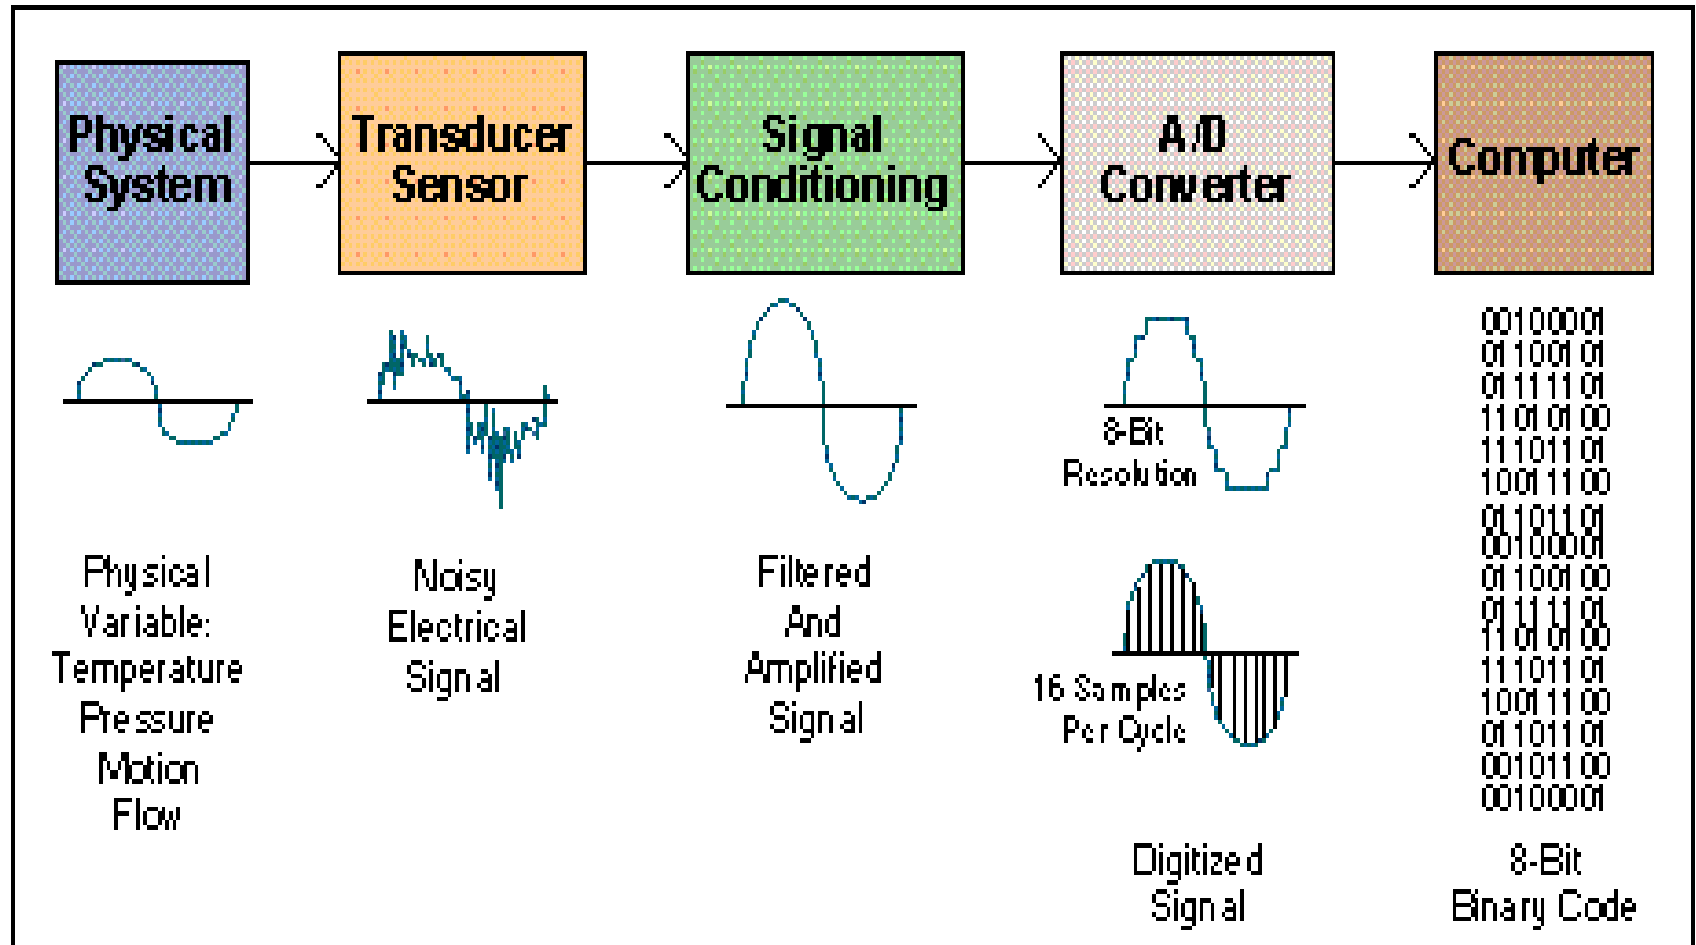 Physical
System
Transducer
Sensor
Signal
Conditioning
A/D
Converter
Computer
Physical
Variable:
Temperature
Pressure
Motion
Flow
Noisy
Electrical
Signal
Filtered
And
Amplified
Signal
8-Bit
Resolution
16 Samples
Per Cycle
Digitized
Signal
00100001
01100101
01111101
11010100
11101101
10011100
01101101
00100001
01100100
01111101
11010100
11101101
10011100
01101101
00101100
00100001
8-Bit
Binary Code